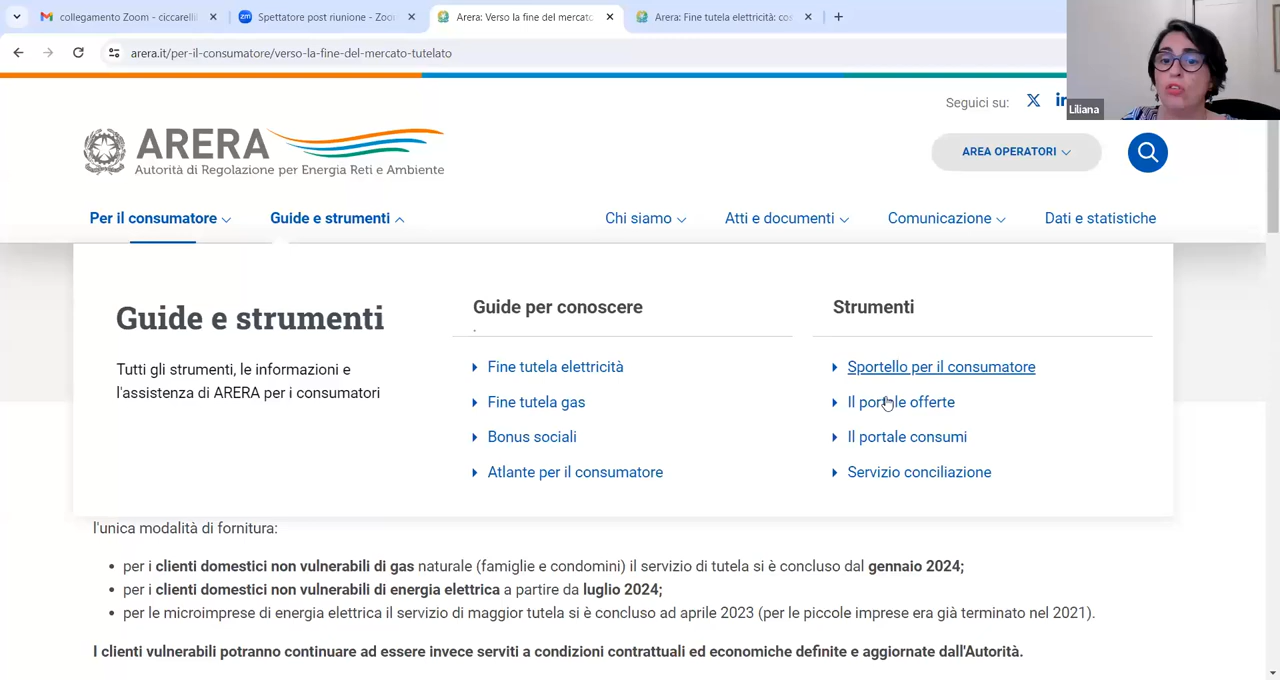 collegamento Zoom - ciccarelli
Spettatore post riunione - Zoo
Arera: Verso la fine del mercato
Arera: Fine tutela elettricità: cos
arera.it/per-il-consumatore/verso-la-fine-del-mercato-tutelato
Liliana
Seguici su:
ARERA
Autorità di Regolazione per Energia Reti e Ambiente
AREA OPERATORI
Per il consumatore
Guide e strumenti
Chi siamo
Atti e documenti
Comunicazione
Dati e statistiche
Guide e strumenti
Tutti gli strumenti, le informazioni e
l'assistenza di ARERA per i consumatori
Guide per conoscere
Fine tutela elettricità
Fine tutela gas
Bonus sociali
Atlante per il consumatore
Strumenti
Sportello per il consumatore
Il portale offerte
Il portale consumi
Servizio conciliazione
l'unica modalità di fornitura:
• per i clienti domestici non vulnerabili di gas naturale (famiglie e condomini) il servizio di tutela si è concluso dal gennaio 2024;
• per i clienti domestici non vulnerabili di energia elettrica a partire da luglio 2024;
• per le microimprese di energia elettrica il servizio di maggior tutela si è concluso ad aprile 2023 (per le piccole imprese era già terminato nel 2021).
I clienti vulnerabili potranno continuare ad essere invece serviti a condizioni contrattuali ed economiche definite e aggiornate dall'Autorità.